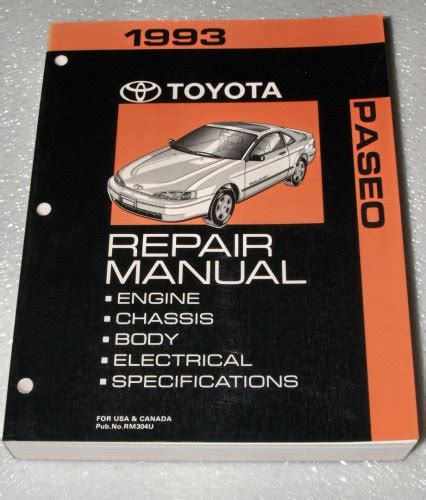 1993
TOYOTA
PASEO
REPAIR
MANUAL
▪ ENGINE
▪ CHASSIS
▪ BODY
▪ ELECTRICAL
▪ SPECIFICATIONS
FOR USA & CANADA
Pub.No.RM304U